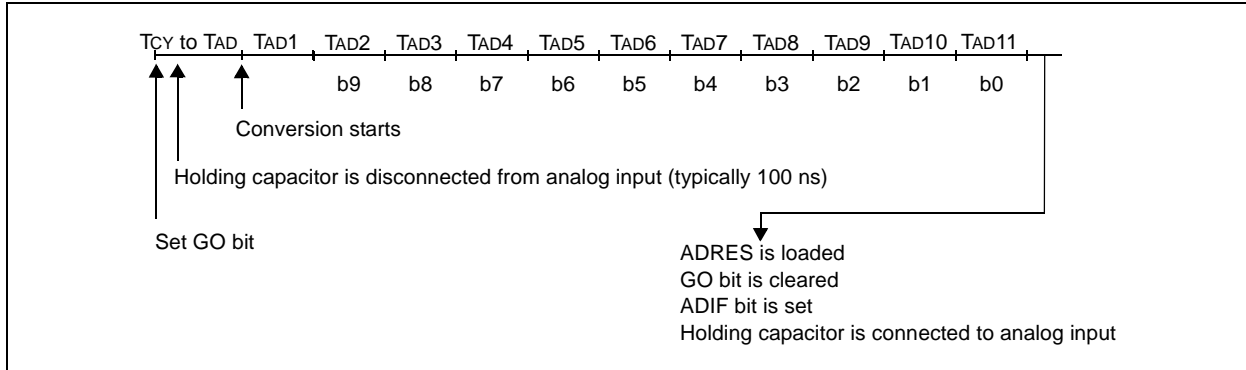 TCY to TAD TAD1 TAD2 TAD3 TAD4 TAD5 TAD6 TAD7 TAD8 TAD9 TAD10 TAD11
b9 b8 b7 b6 b5 b4 b3 b2 b1 b0
Conversion starts
Holding capacitor is disconnected from analog input (typically 100 ns)
Set GO bit
ADRES is loaded
GO bit is cleared
ADIF bit is set
Holding capacitor is connected to analog input